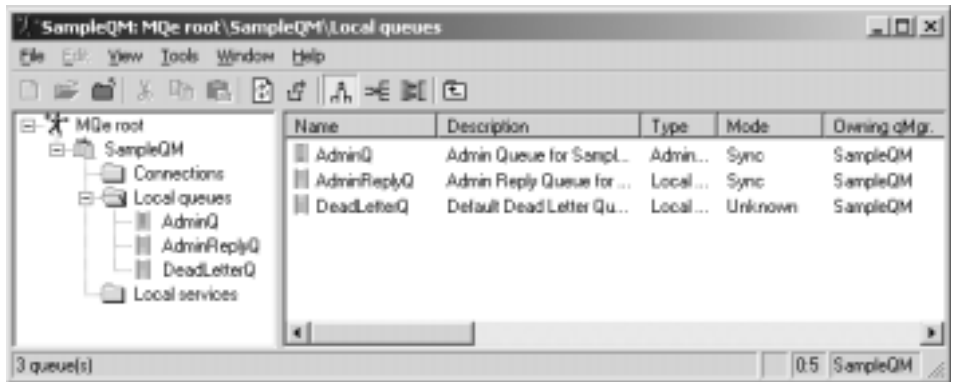 SampleQM: MQe root\SampleQM\Local queues
File Edit View Tools Window Help
MQe root
SampleQM
Connections
Local queues
AdminQ
AdminReplyQ
DeadLetterQ
Local services
Name Description Type Mode Owning qMgr.
AdminQ Admin Queue for Sampl... Admin... Sync SampleQM
AdminReplyQ Admin Reply Queue for ... Local ... Sync SampleQM
DeadLetterQ Default Dead Letter Qu... Local ... Unknown SampleQM
3 queue(s) 0:5 SampleQM